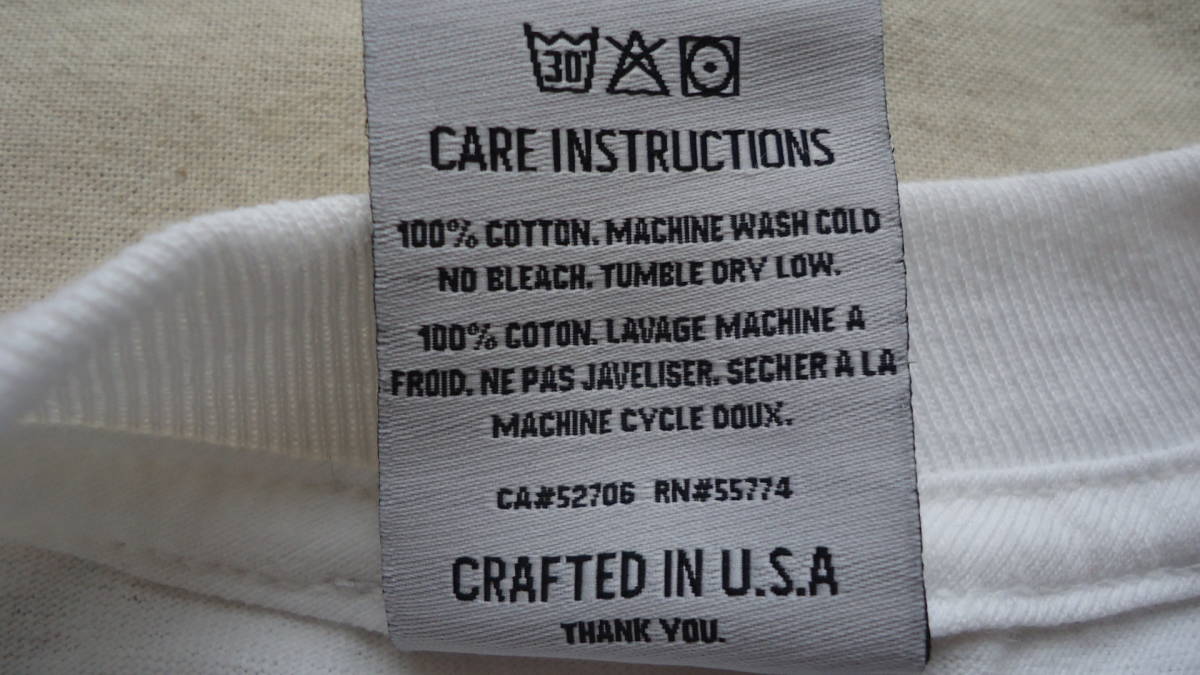 30°
CARE INSTRUCTIONS
100% COTTON. MACHINE WASH COLD
NO BLEACH. TUMBLE DRY LOW.
100% COTON. LAVAGE MACHINE A
FROID. NE PAS JAVELISER. SECHER A LA
MACHINE CYCLE DOUX.
CA#52706 RN#55774
CRAFTED IN U.S.A
THANK YOU.